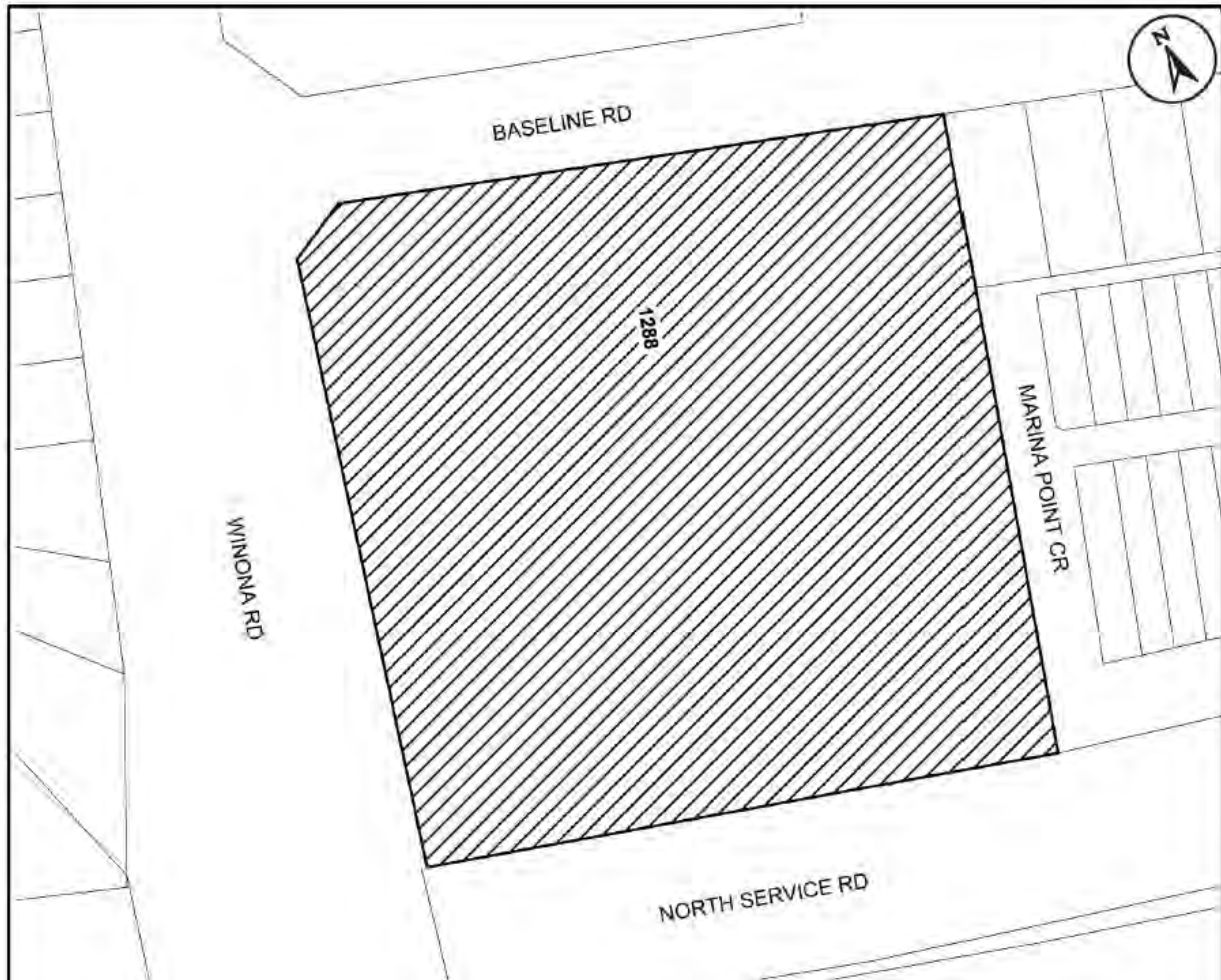 N
BASELINE RD
1288
MARINA POINT CR
WINONA RD
NORTH SERVICE RD